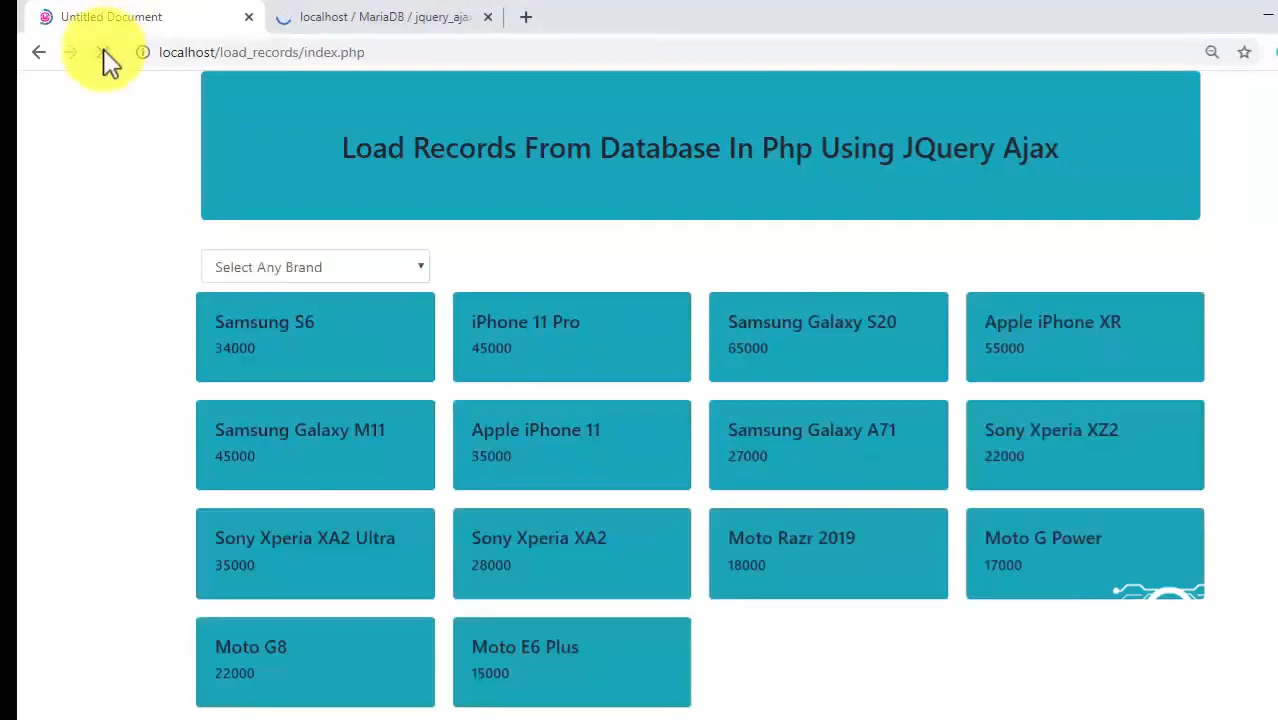 Untitled Document
localhost / MariaDB / jquery_aja
localhost/load_records/index.php
Load Records From Database In Php Using JQuery Ajax
Select Any Brand
Samsung S6
34000
iPhone 11 Pro
45000
Samsung Galaxy S20
65000
Apple iPhone XR
55000
Samsung Galaxy M11
45000
Apple iPhone 11
35000
Samsung Galaxy A71
27000
Sony Xperia XZ2
22000
Sony Xperia XA2 Ultra
35000
Sony Xperia XA2
28000
Moto Razr 2019
18000
Moto G Power
17000
Moto G8
22000
Moto E6 Plus
15000